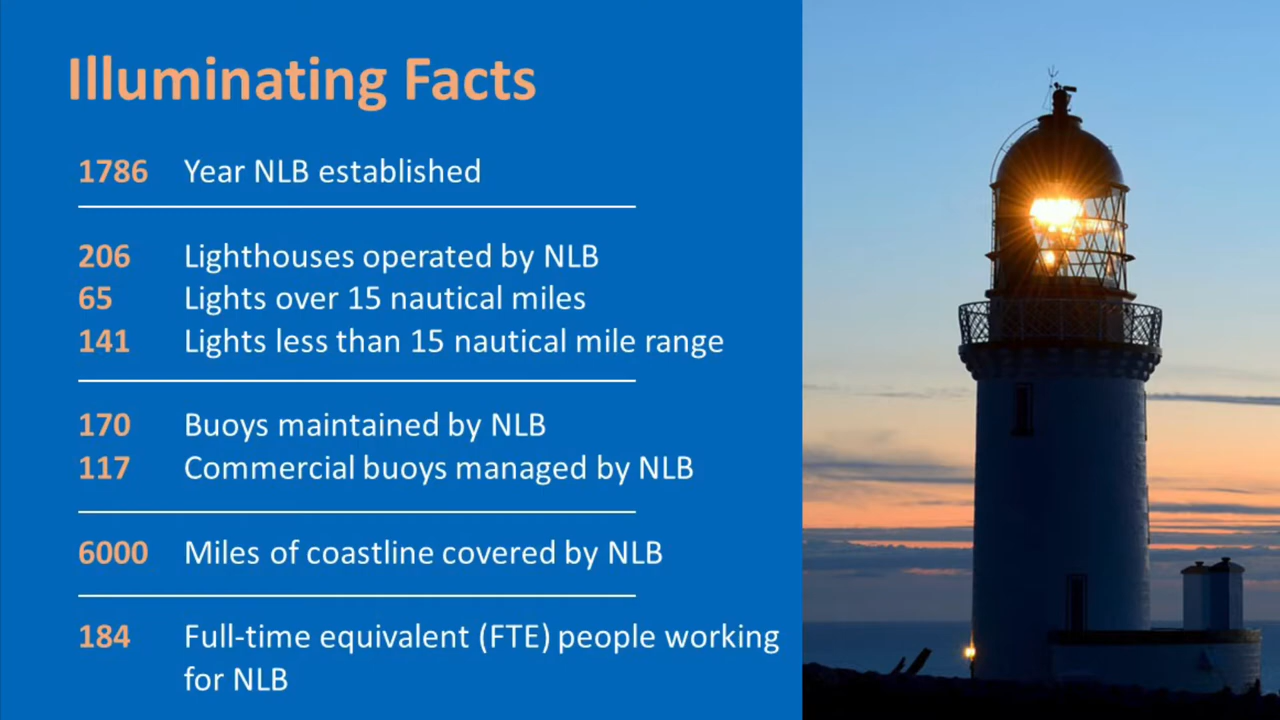 Illuminating Facts
1786 Year NLB established
206 Lighthouses operated by NLB
65 Lights over 15 nautical miles
141 Lights less than 15 nautical mile range
170 Buoys maintained by NLB
117 Commercial buoys managed by NLB
6000 Miles of coastline covered by NLB
184 Full-time equivalent (FTE) people working
for NLB